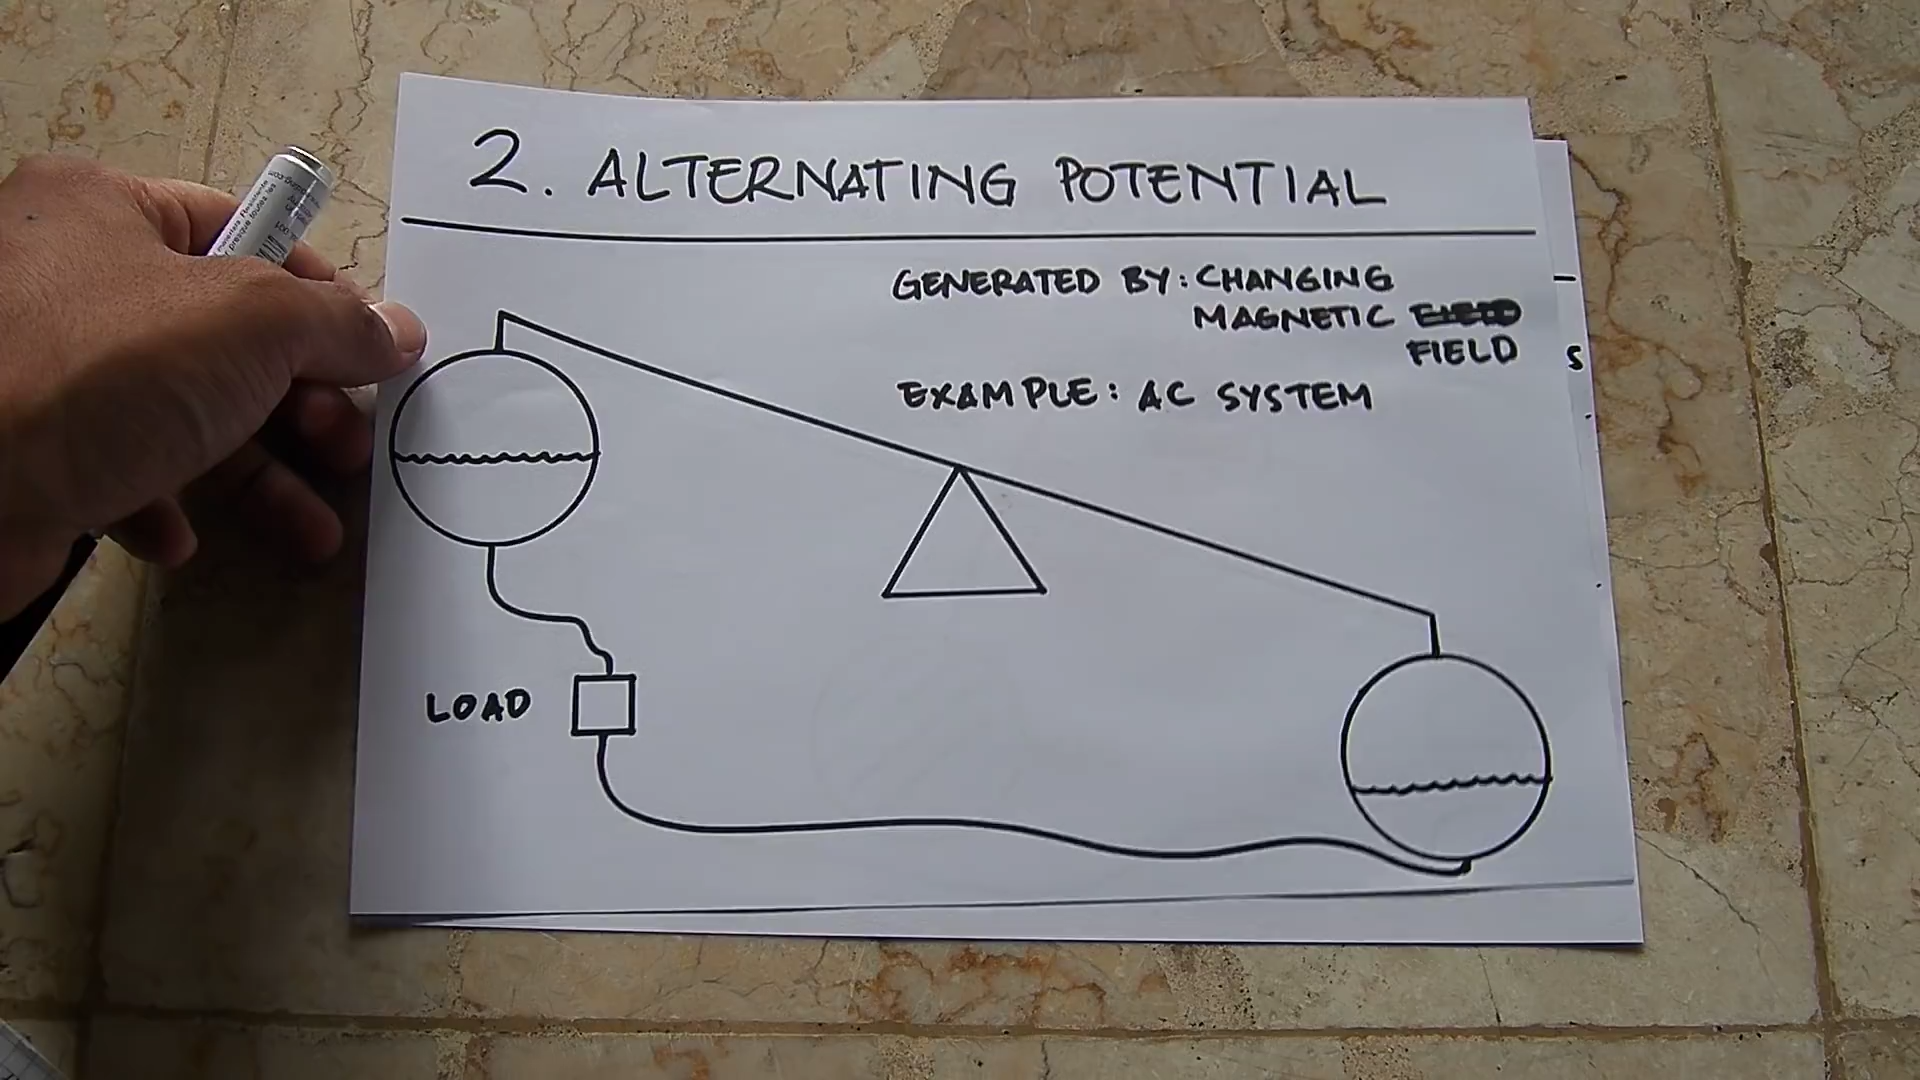 2. ALTERNATING POTENTIAL
GENERATED BY: CHANGING
MAGNETIC
FIELD
EXAMPLE: AC SYSTEM
LOAD
S